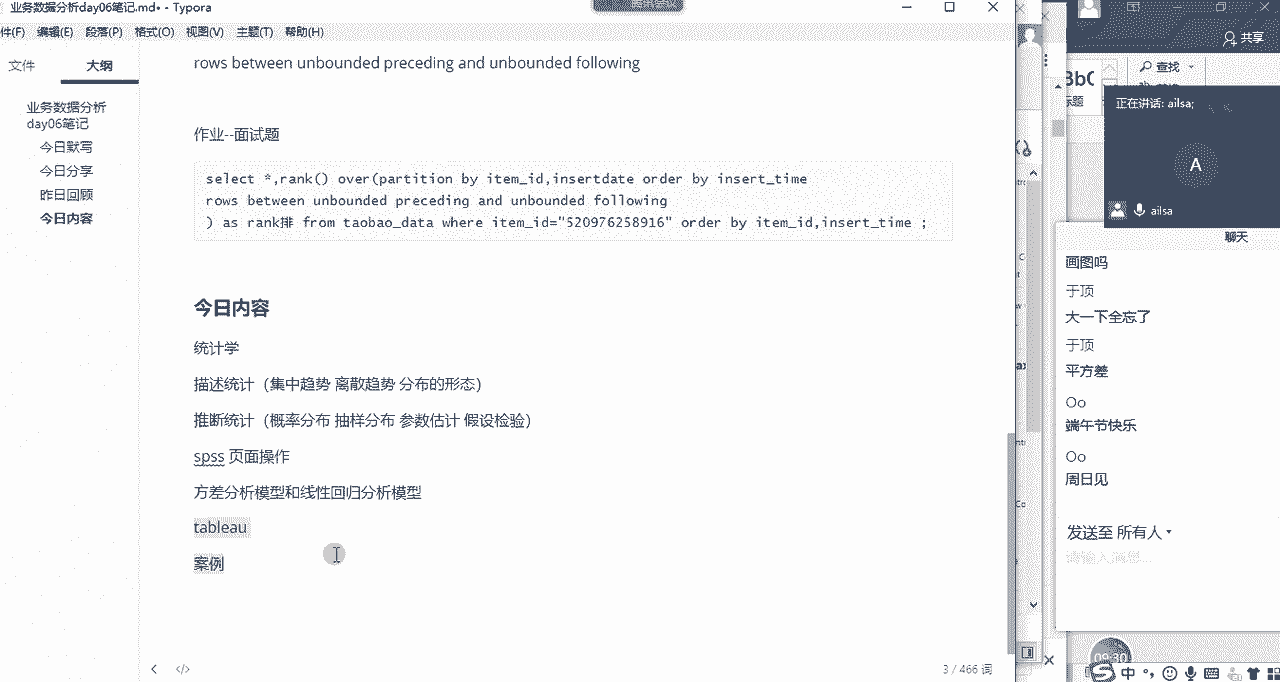 业务数据分析day06笔记.md• - Typora
件(F) 编辑(E) 段落(P) 格式(O) 视图(V) 主题(T) 帮助(H)
文件 大纲
业务数据分析
day06笔记
今日默写
今日分享
昨日回顾
今日内容
rows between unbounded preceding and unbounded following
作业--面试题
select *,rank() over(partition by item_id,insertdate order by insert_time
rows between unbounded preceding and unbounded following
) as rank排 from taobao_data where item_id="520976258916" order by item_id,insert_time ;
今日内容
统计学
描述统计（集中趋势 离散趋势 分布的形态）
推断统计（概率分布 抽样分布 参数估计 假设检验）
spss 页面操作
方差分析模型和线性回归分析模型
tableau
案例
3 / 466 词
共享
查找
标题
正在讲话: ailsa;
A
ailsa
聊天
画图吗
于顶
大一下全忘了
于顶
平方差
Oo
端午节快乐
Oo
周日见
发送至 所有人
请输入消息...
09:30
中